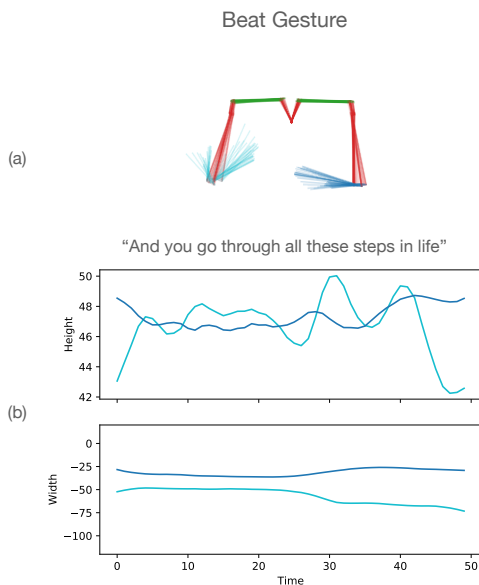 Beat Gesture
(a)
“And you go through all these steps in life”
50
48
46
44
42
Height
(b)
0
−25
−50
−75
−100
Width
0 10 20 30 40 50
Time